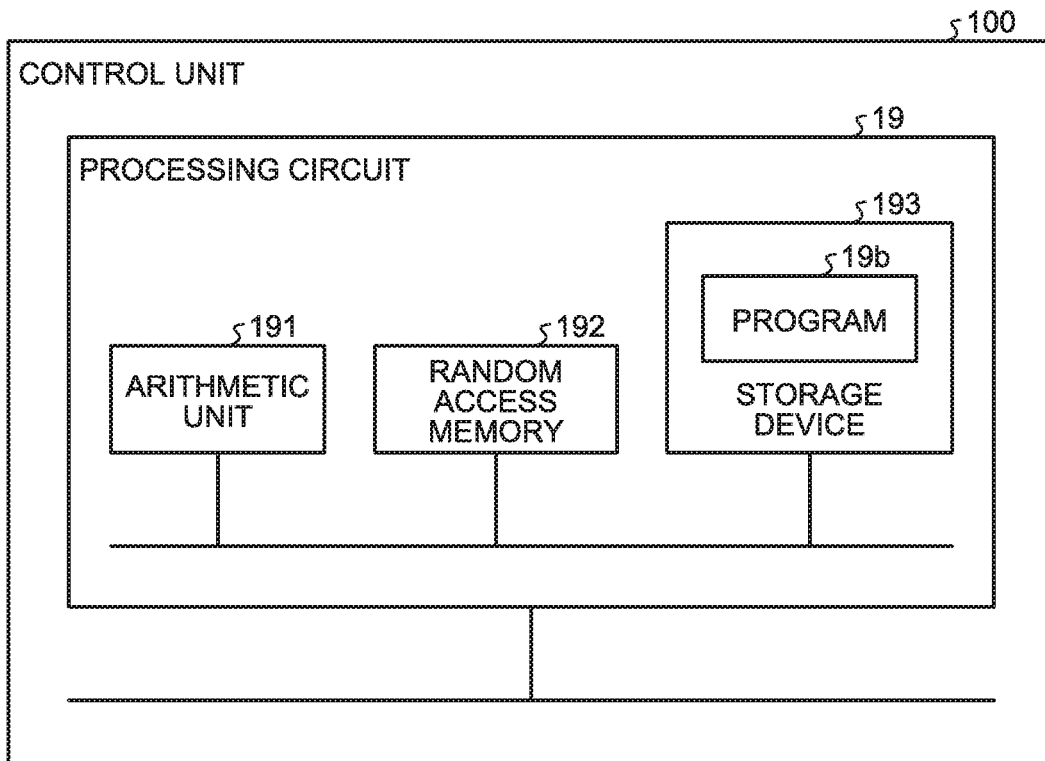 100
CONTROL UNIT
19
PROCESSING CIRCUIT
193
19b
PROGRAM
STORAGE
DEVICE
191
ARITHMETIC
UNIT
192
RANDOM
ACCESS
MEMORY